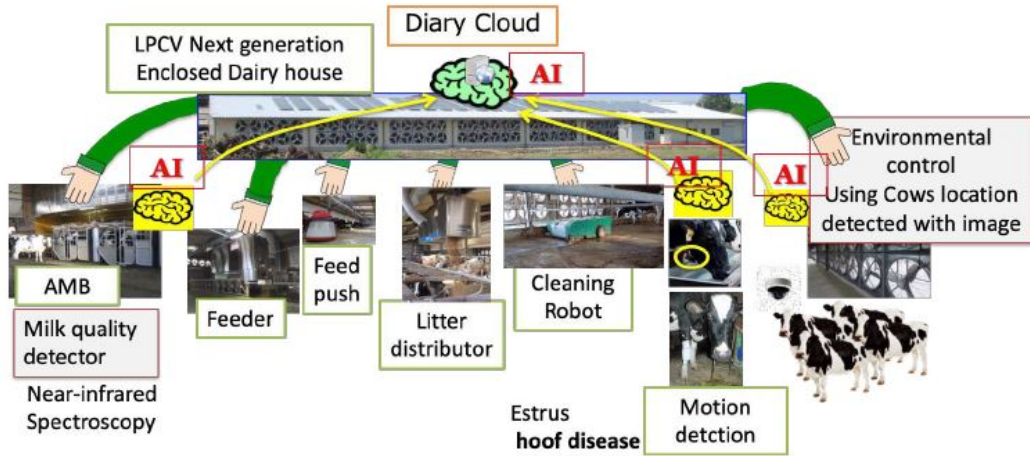 Diary Cloud
LPCV Next generation
Enclosed Dairy house
AI
AI
AI
AI
Environmental
control
Using Cows location
detected with image
AMB
Milk quality
detector
Near-infrared
Spectroscopy
Feeder
Feed
push
Litter
distributor
Cleaning
Robot
Estrus
hoof disease
Motion
detction